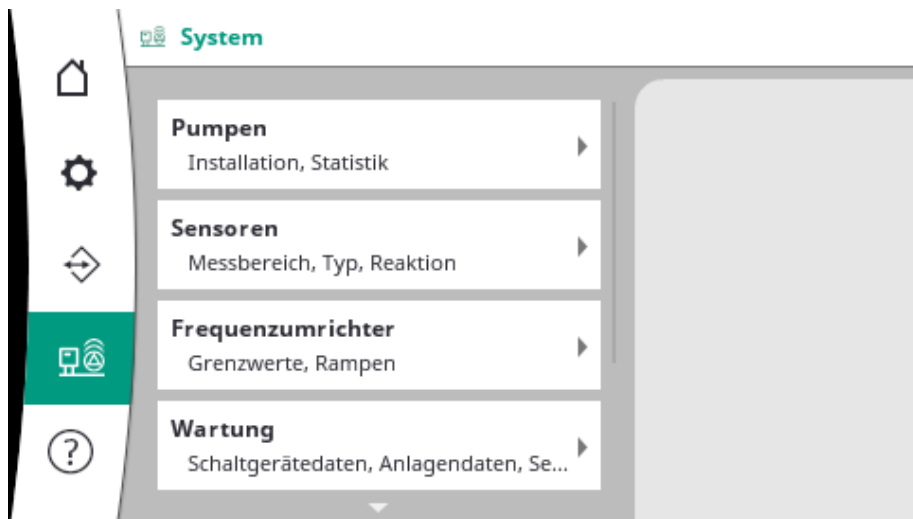 System
Pumpen
Installation, Statistik
Sensoren
Messbereich, Typ, Reaktion
Frequenzumrichter
Grenzwerte, Rampen
Wartung
Schaltgerätedaten, Anlagendaten, Se...
?